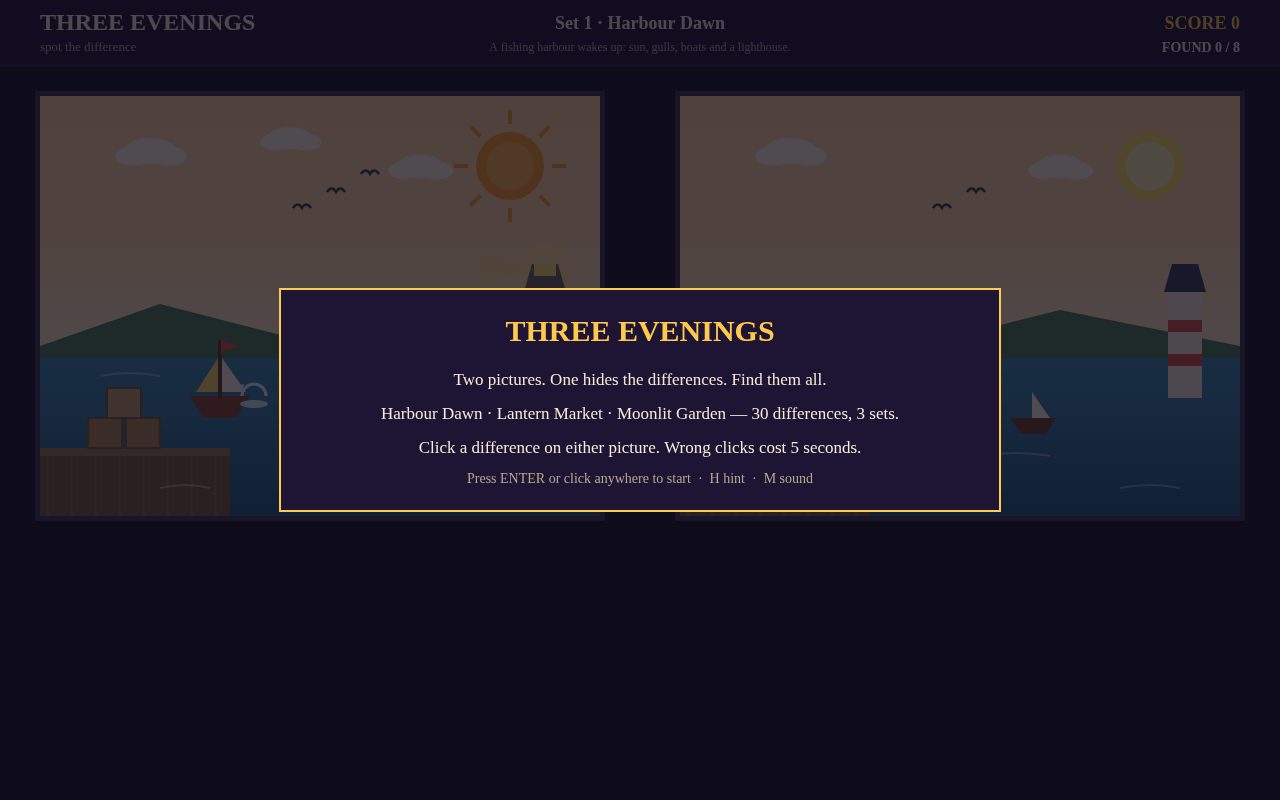 THREE EVENINGS
spot the difference
Set 1 · Harbour Dawn
A fishing harbour wakes up: sun, gulls, boats and a lighthouse.
SCORE 0
FOUND 0 / 8
THREE EVENINGS
Two pictures. One hides the differences. Find them all.
Harbour Dawn · Lantern Market · Moonlit Garden — 30 differences, 3 sets.
Click a difference on either picture. Wrong clicks cost 5 seconds.
Press ENTER or click anywhere to start · H hint · M sound